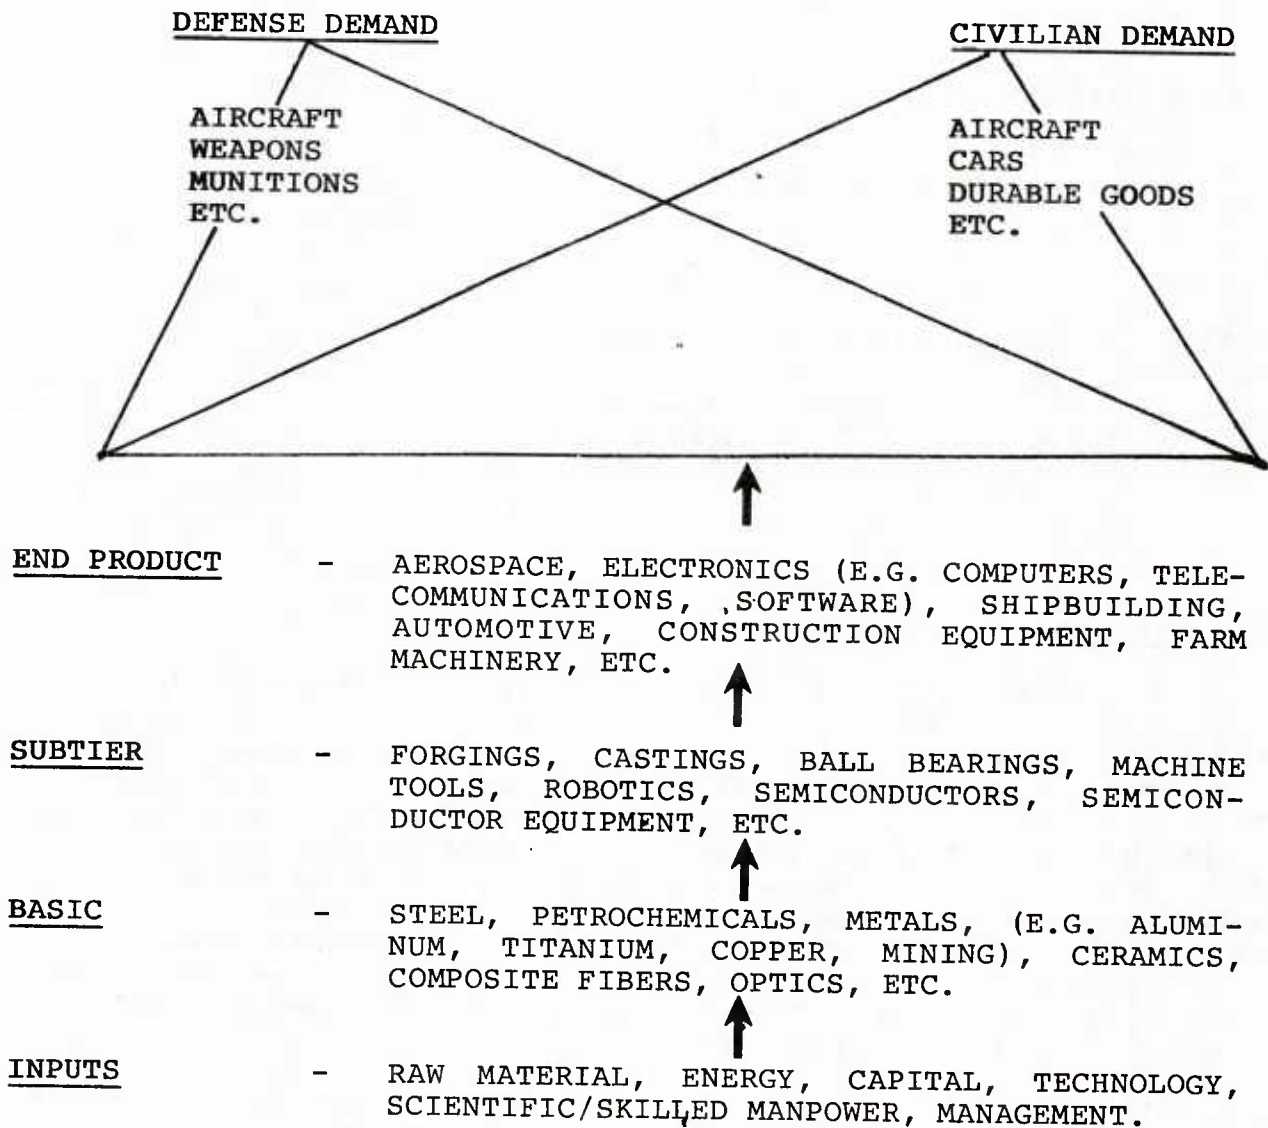 DEFENSE DEMAND
CIVILIAN DEMAND
AIRCRAFT
WEAPONS
MUNITIONS
ETC.
AIRCRAFT
CARS
DURABLE GOODS
ETC.
END PRODUCT - AEROSPACE, ELECTRONICS (E.G. COMPUTERS, TELE-
COMMUNICATIONS, SOFTWARE), SHIPBUILDING,
AUTOMOTIVE, CONSTRUCTION EQUIPMENT, FARM
MACHINERY, ETC.
SUBTIER - FORGINGS, CASTINGS, BALL BEARINGS, MACHINE
TOOLS, ROBOTICS, SEMICONDUCTORS, SEMICON-
DUCTOR EQUIPMENT, ETC.
BASIC - STEEL, PETROCHEMICALS, METALS, (E.G. ALUMI-
NUM, TITANIUM, COPPER, MINING), CERAMICS,
COMPOSITE FIBERS, OPTICS, ETC.
INPUTS - RAW MATERIAL, ENERGY, CAPITAL, TECHNOLOGY,
SCIENTIFIC/SKILLED MANPOWER, MANAGEMENT.